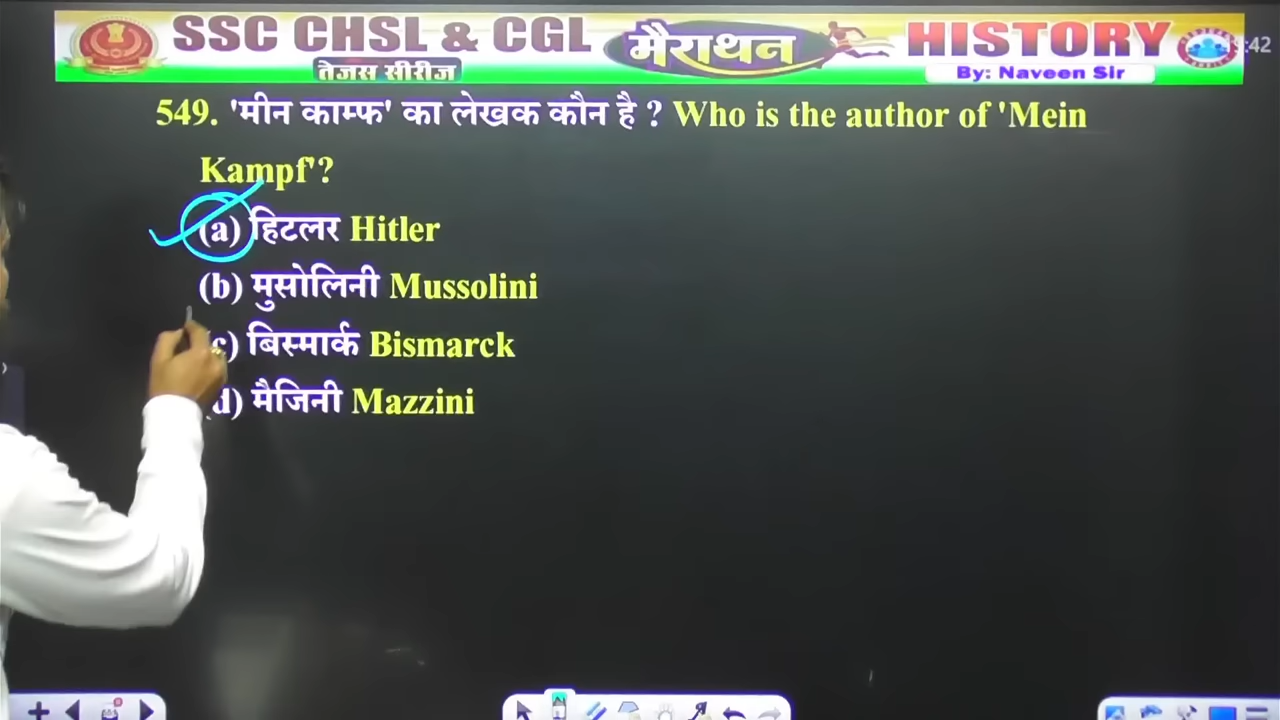 SSC CHSL & CGL
तेजस सीरीज
मैराथन
HISTORY
By: Naveen Sir
:42
549. 'मीन काम्फ' का लेखक कौन है ? Who is the author of 'Mein
Kampf'?
(a) हिटलर Hitler
(b) मुसोलिनी Mussolini
c) बिस्मार्क Bismarck
d) मैजिनी Mazzini